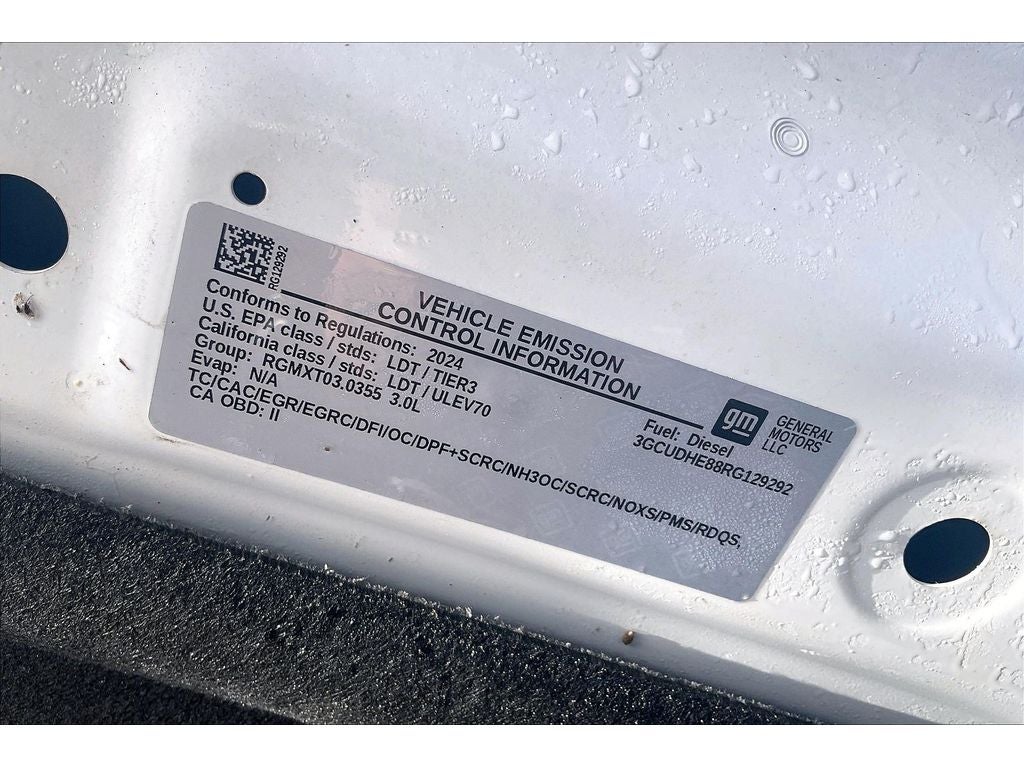 RG129292
VEHICLE EMISSION
CONTROL INFORMATION
Conforms to Regulations: 2024
U.S. EPA class / stds: LDT / TIER3
California class / stds: LDT / ULEV70
Group: RGMXT03.0355 3.0L
Evap: N/A
TC/CAC/EGR/EGRC/DFI/OC/DPF+SCRC/NH3OC/SCRC/NOXS/PMS/RDQS,
CA OBD: II
gm
GENERAL
MOTORS
LLC
Fuel: Diesel
3GCUDHE88RG129292